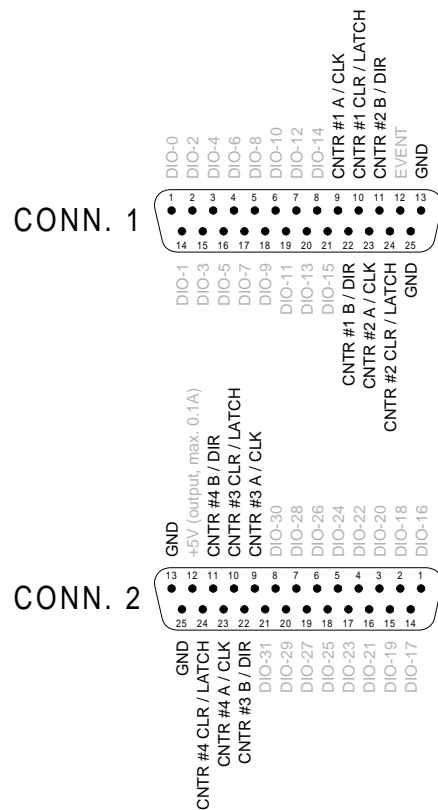 DIO-0
DIO-2
DIO-4
DIO-6
DIO-8
DIO-10
DIO-12
DIO-14
CNTR #1 A / CLK
CNTR #1 CLR / LATCH
CNTR #2 B / DIR
EVENT
GND
1 2 3 4 5 6 7 8 9 10 11 12 13
CONN. 1
14 15 16 17 18 19 20 21 22 23 24 25
DIO-1
DIO-3
DIO-5
DIO-7
DIO-9
DIO-11
DIO-13
DIO-15
CNTR #1 B / DIR
CNTR #2 A / CLK
CNTR #2 CLR / LATCH
GND
GND
+5V (output, max. 0.1A)
CNTR #4 B / DIR
CNTR #3 CLR / LATCH
CNTR #3 A / CLK
DIO-30
DIO-28
DIO-26
DIO-24
DIO-22
DIO-20
DIO-18
DIO-16
13 12 11 10 9 8 7 6 5 4 3 2 1
CONN. 2
25 24 23 22 21 20 19 18 17 16 15 14
GND
CNTR #4 CLR / LATCH
CNTR #4 A / CLK
CNTR #3 B / DIR
DIO-31
DIO-29
DIO-27
DIO-25
DIO-23
DIO-21
DIO-19
DIO-17